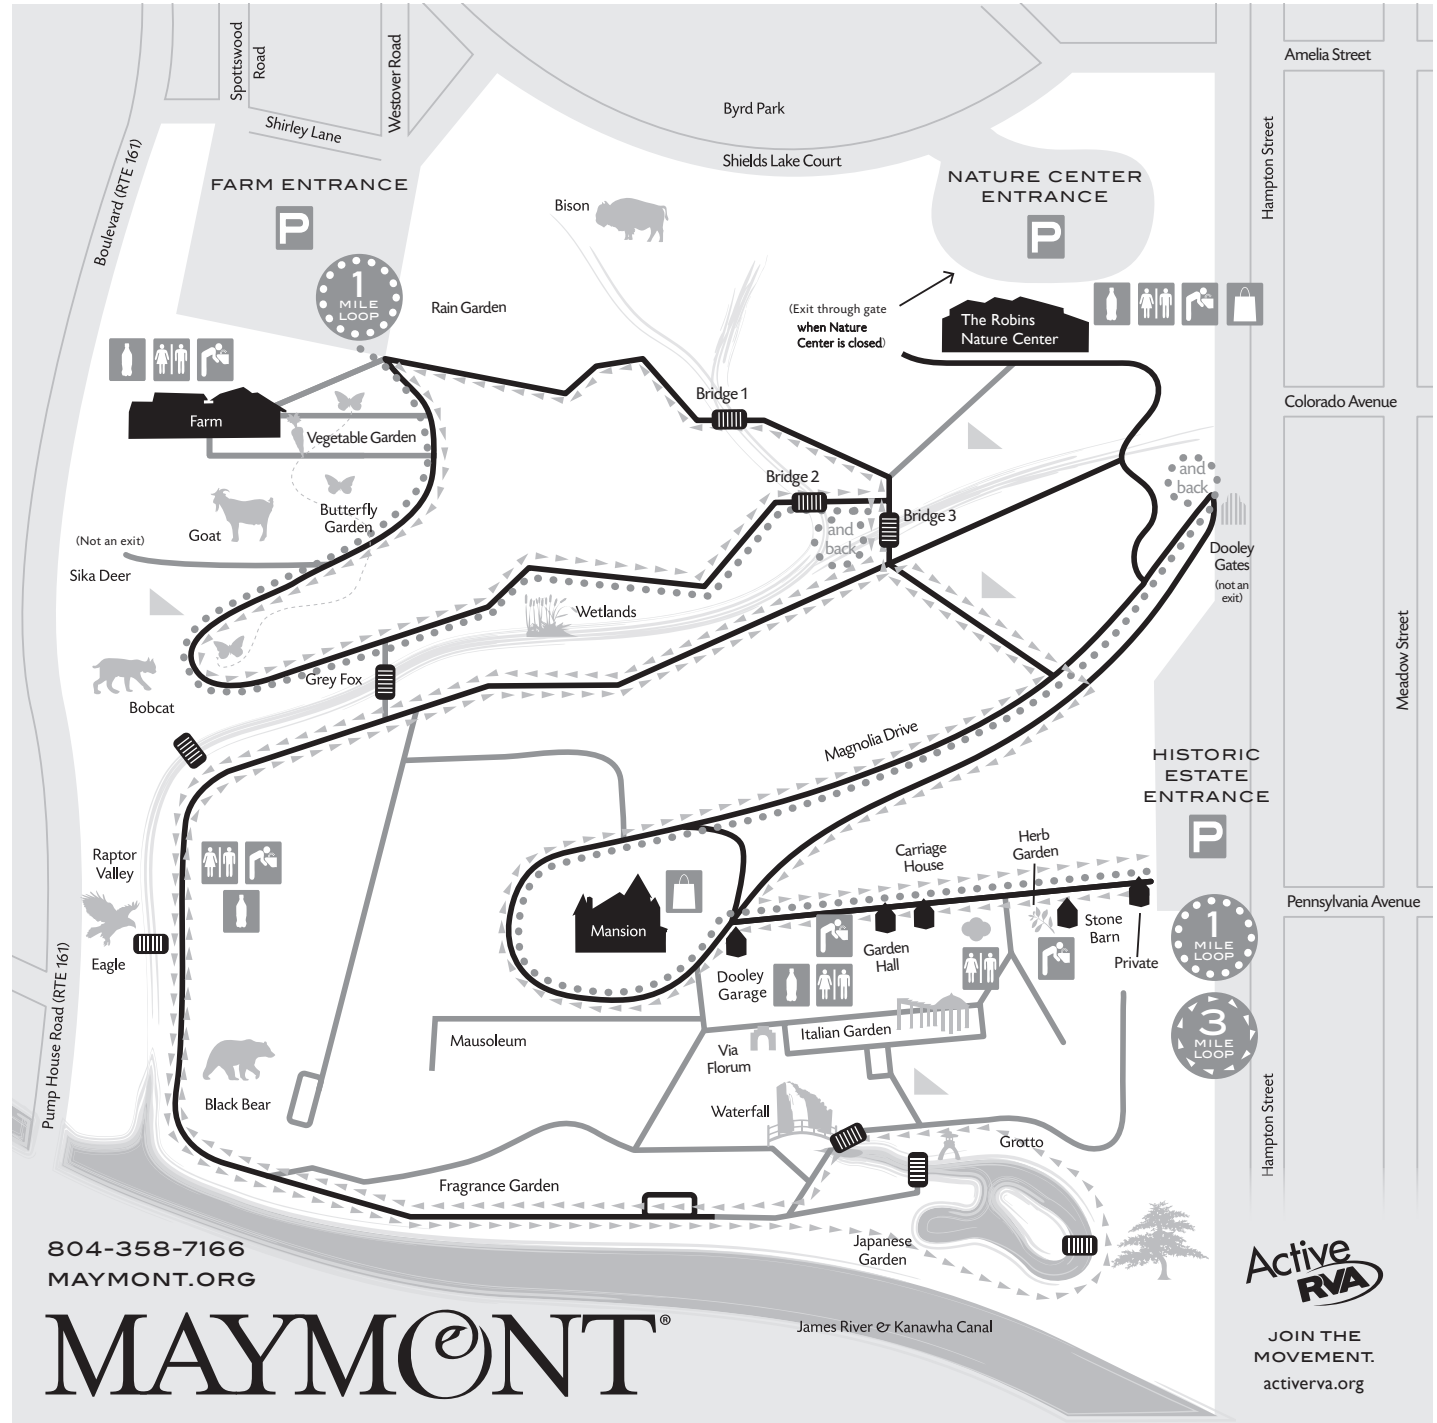 Spottswood
Road
Westover Road
Shirley Lane
Boulevard (RTE 161)
Byrd Park
Shields Lake Court
Amelia Street
Hampton Street
FARM ENTRANCE
P
NATURE CENTER
ENTRANCE
P
Bison
1
MILE
LOOP
Rain Garden
(Exit through gate
when Nature
Center is closed)
The Robins
Nature Center
Farm
Vegetable Garden
Bridge 1
Colorado Avenue
Bridge 2
and
back
Butterfly
Garden
Goat
Bridge 3
and
back
(Not an exit)
Sika Deer
Dooley
Gates
(not an
exit)
Wetlands
Meadow Street
Grey Fox
Bobcat
Magnolia Drive
HISTORIC
ESTATE
ENTRANCE
P
Raptor
Valley
Herb
Garden
Carriage
House
Mansion
Pennsylvania Avenue
Stone
Barn
Private
Eagle
Garden
Hall
Dooley
Garage
1
MILE
LOOP
Pump House Road (RTE 161)
Italian Garden
Mausoleum
Via
Florum
3
MILE
LOOP
Black Bear
Waterfall
Grotto
Hampton Street
Fragrance Garden
Japanese
Garden
804-358-7166
MAYMONT.ORG
MAYMONT®
James River & Kanawha Canal
Active
RVA
JOIN THE
MOVEMENT.
activerva.org